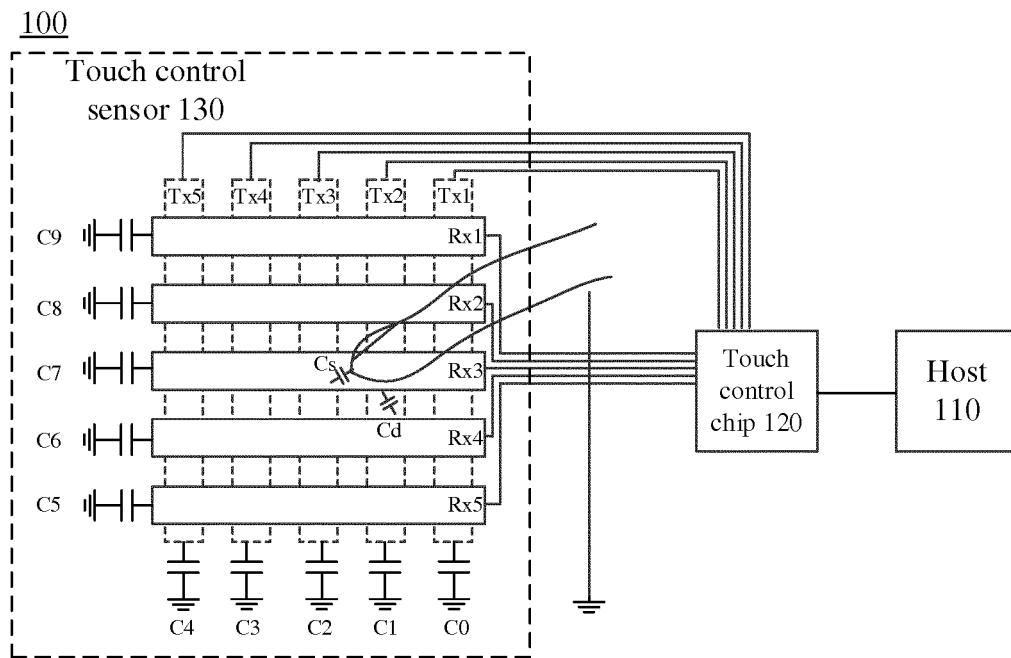 100
Touch control
sensor 130
Tx5 Tx4 Tx3 Tx2 Tx1
C9 Rx1
C8 Rx2
C7 Cs Rx3
Cd
C6 Rx4
C5 Rx5
C4 C3 C2 C1 C0
Touch
control
chip 120
Host
110